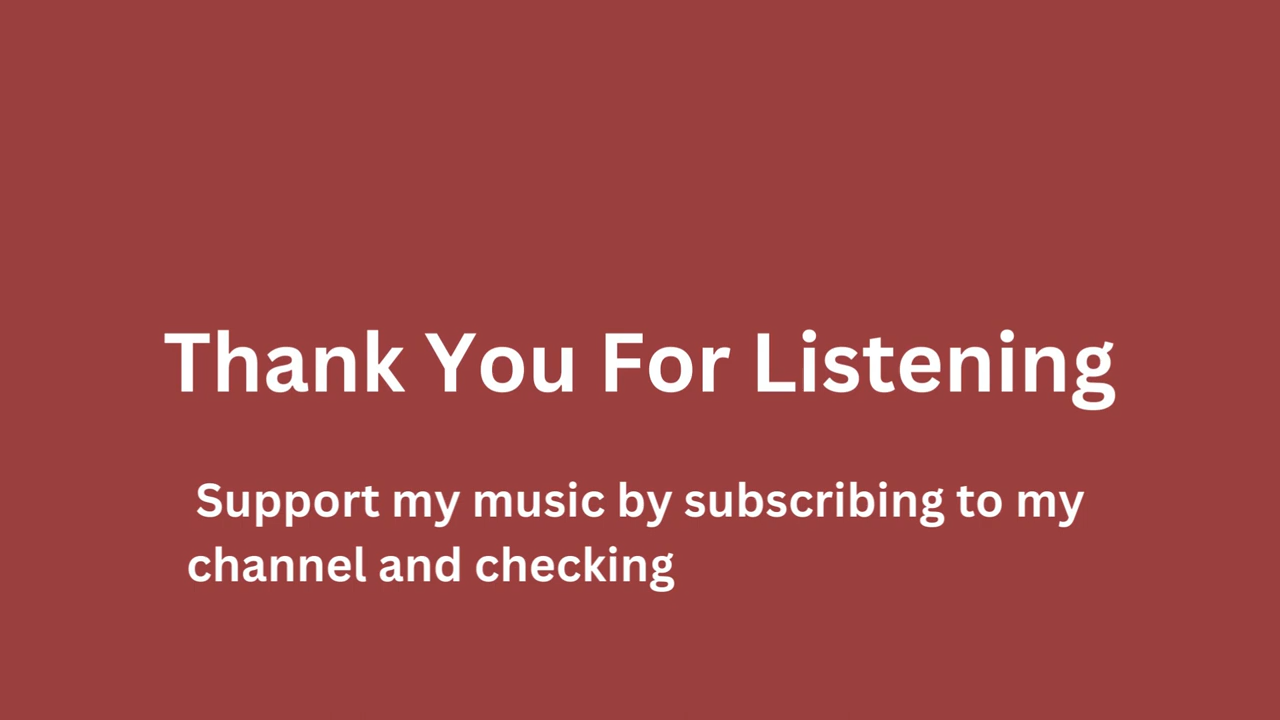 Thank You For Listening
Support my music by subscribing to my
channel and checking